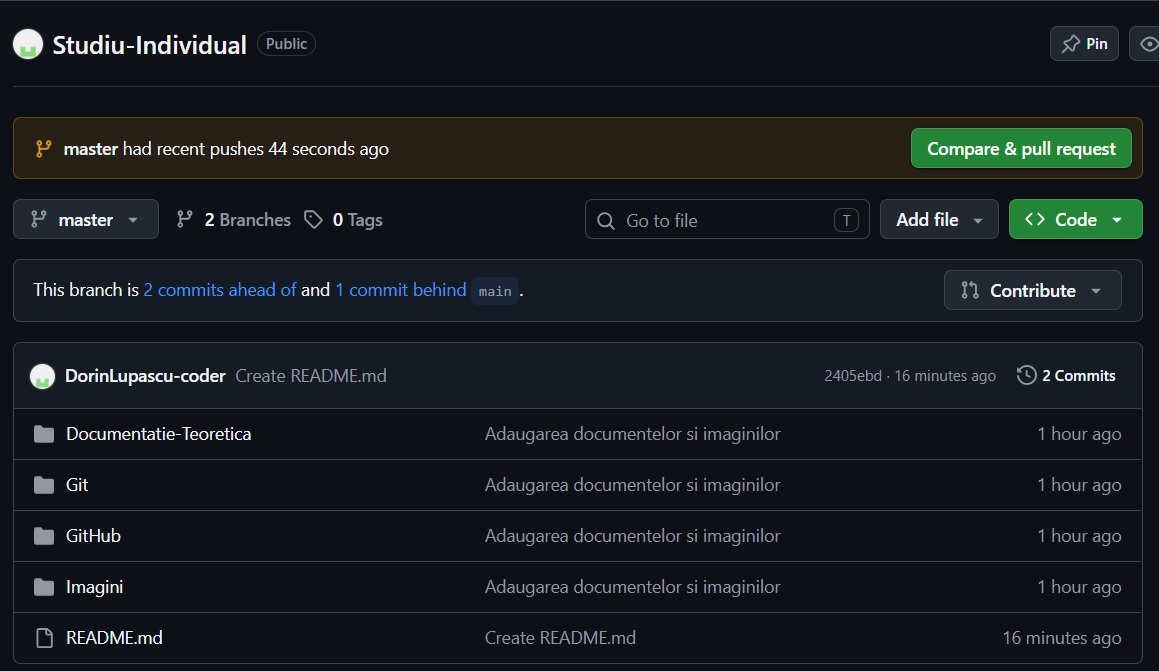 Studiu-Individual Public Pin
master had recent pushes 44 seconds ago Compare & pull request
master 2 Branches 0 Tags Go to file T Add file Code
This branch is 2 commits ahead of and 1 commit behind main . Contribute
DorinLupascu-coder Create README.md 2405ebd · 16 minutes ago 2 Commits
Documentatie-Teoretica Adaugarea documentelor si imaginilor 1 hour ago
Git Adaugarea documentelor si imaginilor 1 hour ago
GitHub Adaugarea documentelor si imaginilor 1 hour ago
Imagini Adaugarea documentelor si imaginilor 1 hour ago
README.md Create README.md 16 minutes ago